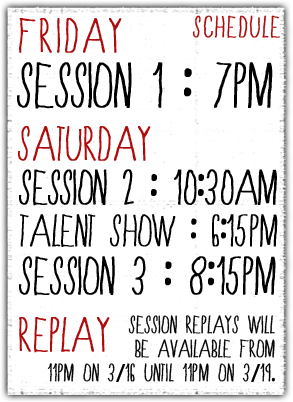 FRIDAY SCHEDULE
SESSION 1 : 7PM
SATURDAY
SESSION 2 : 10:30AM
TALENT SHOW : 6:15PM
SESSION 3 : 8:15PM
REPLAY SESSION REPLAYS WILL
BE AVAILABLE FROM
11PM ON 3/16 UNTIL 11PM ON 3/19.